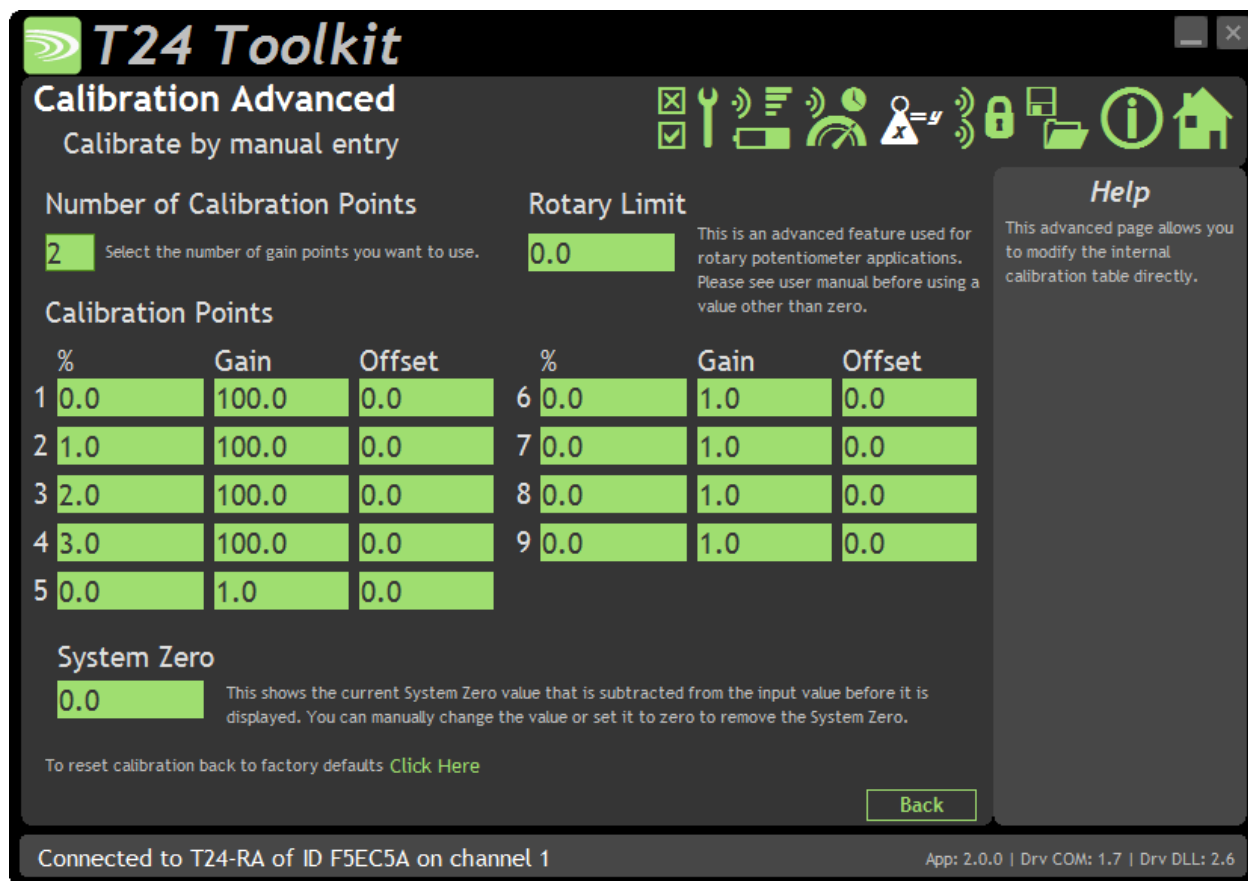 T24 Toolkit
Calibration Advanced
Calibrate by manual entry
x=y
Number of Calibration Points
2 Select the number of gain points you want to use.
Rotary Limit
0.0
This is an advanced feature used for
rotary potentiometer applications.
Please see user manual before using a
value other than zero.
Calibration Points
% Gain Offset % Gain Offset
1 0.0 100.0 0.0 6 0.0 1.0 0.0
2 1.0 100.0 0.0 7 0.0 1.0 0.0
3 2.0 100.0 0.0 8 0.0 1.0 0.0
4 3.0 100.0 0.0 9 0.0 1.0 0.0
5 0.0 1.0 0.0
System Zero
0.0
This shows the current System Zero value that is subtracted from the input value before it is
displayed. You can manually change the value or set it to zero to remove the System Zero.
To reset calibration back to factory defaults Click Here
Back
Help
This advanced page allows you
to modify the internal
calibration table directly.
Connected to T24-RA of ID F5EC5A on channel 1
App: 2.0.0 | Drv COM: 1.7 | Drv DLL: 2.6